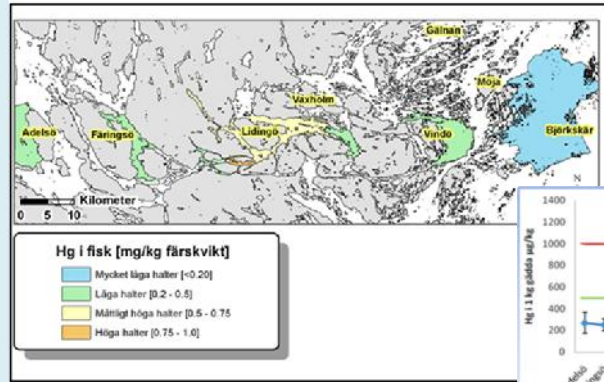 Gälnan
Möja
Vaxholm
Adelsö
Färingsö
Lidingö
Vindö
Björkskär
N
Kilometer
0 5 10
Hg i fisk [mg/kg färskvikt]
Mycket låga halter [<0.20]
Låga halter [0.2 - 0.5]
Måttligt höga halter [0.5 - 0.75
Höga halter [0.75 - 1.0]
Hg i 1 kg gädda µg/kg
1400
1200
1000
800
600
400
200
0